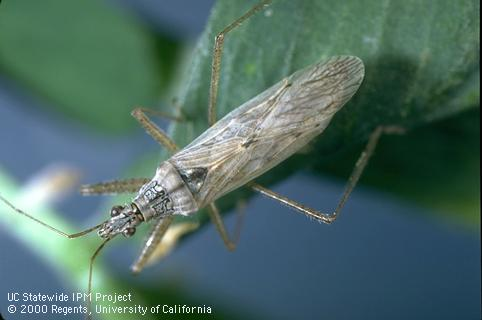 UC Statewide IPM Project
© 2000 Regents, University of California